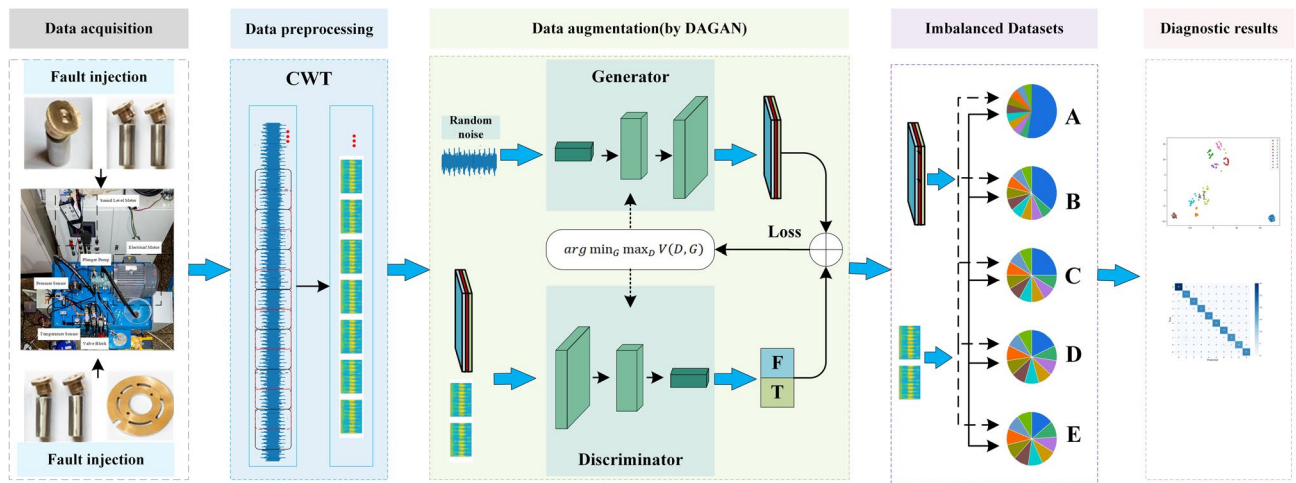 Data acquisition
Data preprocessing
Data augmentation(by DAGAN)
Imbalanced Datasets
Diagnostic results
Fault injection
Sound Level Meter
Electrical Motor
Plunger Pump
Pressure Sensor
Temperature Sensor
Valve Block
Fault injection
CWT
Generator
Random
noise
arg min_G max_D V(D, G)
Loss
F
T
Discriminator
A
B
C
D
E